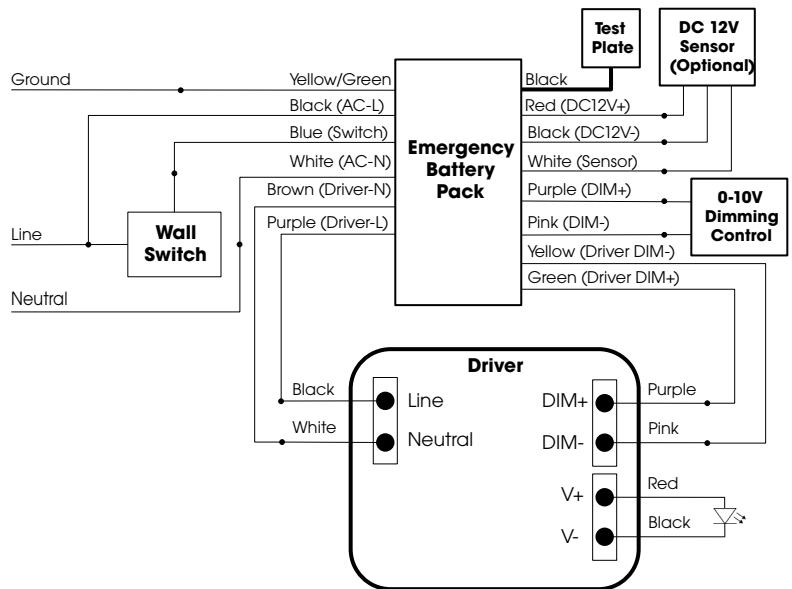 Test
Plate
DC 12V
Sensor
(Optional)
Ground
Yellow/Green
Black
Black (AC-L)
Red (DC12V+)
Blue (Switch)
Black (DC12V-)
Emergency
Battery
Pack
White (AC-N)
White (Sensor)
Brown (Driver-N)
Purple (DIM+)
0-10V
Dimming
Control
Purple (Driver-L)
Pink (DIM-)
Line
Wall
Switch
Yellow (Driver DIM-)
Green (Driver DIM+)
Neutral
Driver
Black
Line
DIM+
Purple
White
Neutral
DIM-
Pink
V+
Red
V-
Black